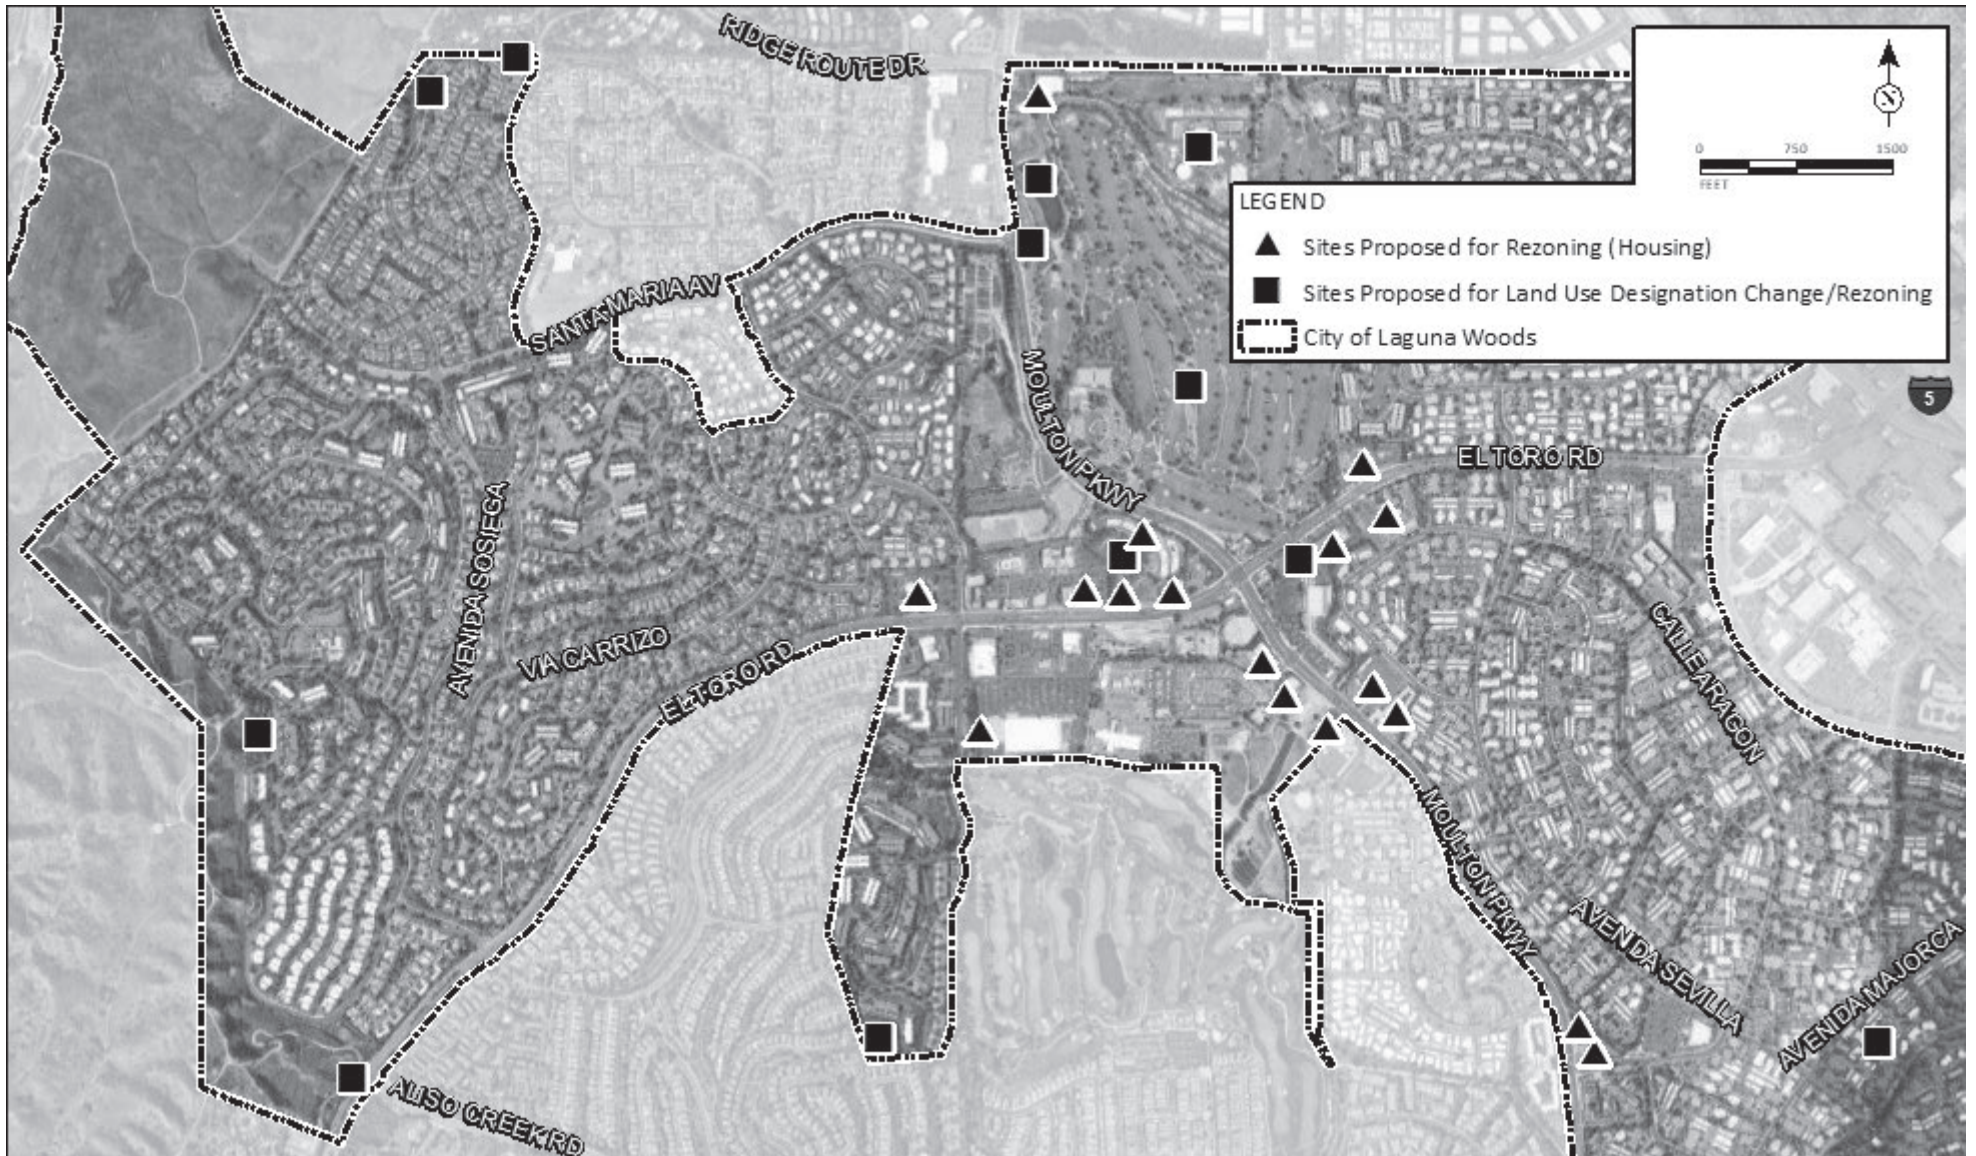 RIDGE ROUTE DR
0 750 1500
FEET
LEGEND
Sites Proposed for Rezoning (Housing)
Sites Proposed for Land Use Designation Change/Rezoning
City of Laguna Woods
SANTA MARIA AV
MOULTON PKWY
5
EL TORO RD
AVENIDA SOSIEGA
VIA CARRIZO
EL TORO RD
CALLE ARAGON
MOULTON PKWY
AVENIDA SEVILLA
AVENIDA MAJORCA
ALISO CREEK RD